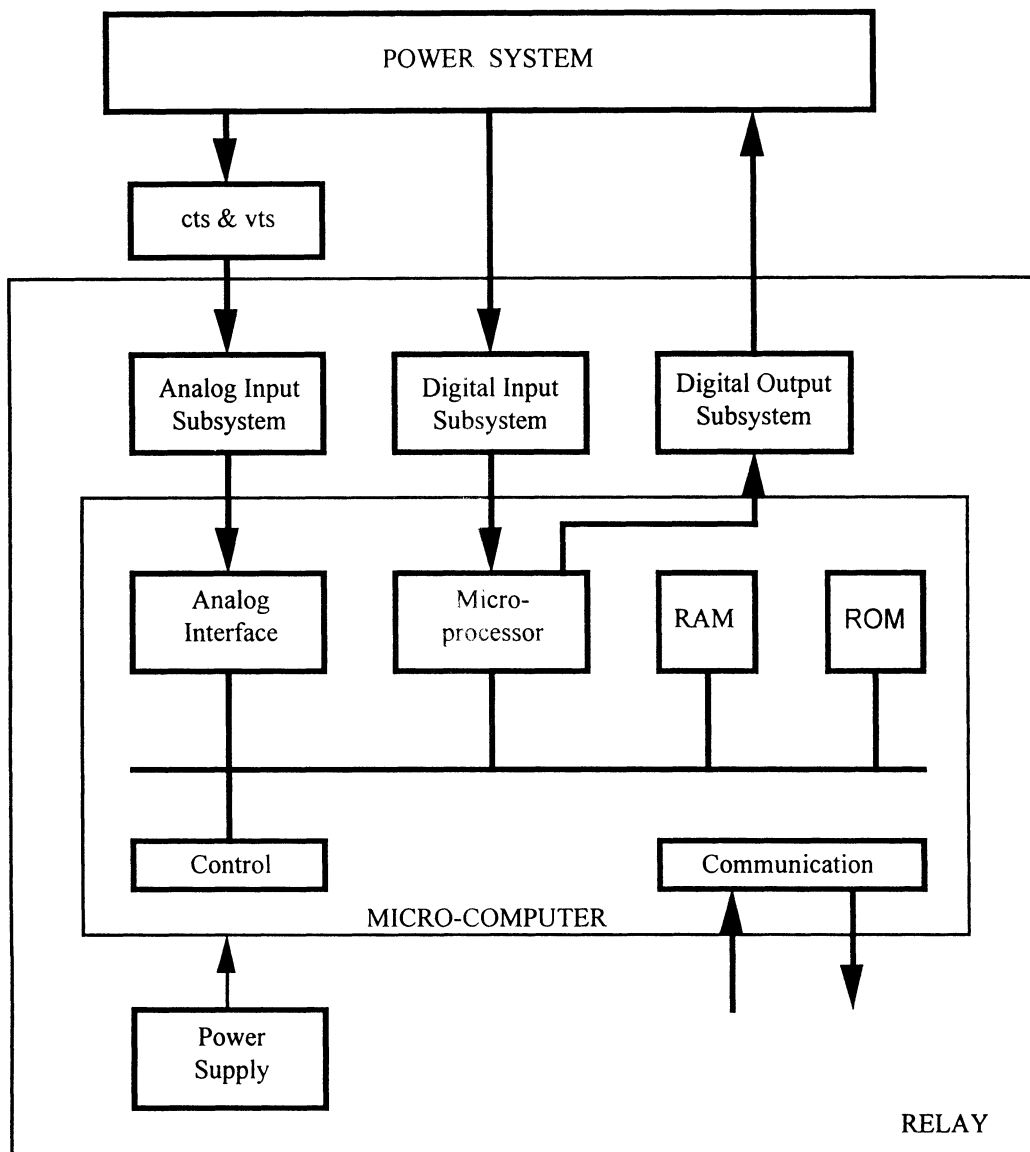 POWER SYSTEM
cts & vts
Analog Input
Subsystem
Digital Input
Subsystem
Digital Output
Subsystem
Analog
Interface
Micro-
processor
RAM
ROM
Control
Communication
MICRO-COMPUTER
Power
Supply
RELAY